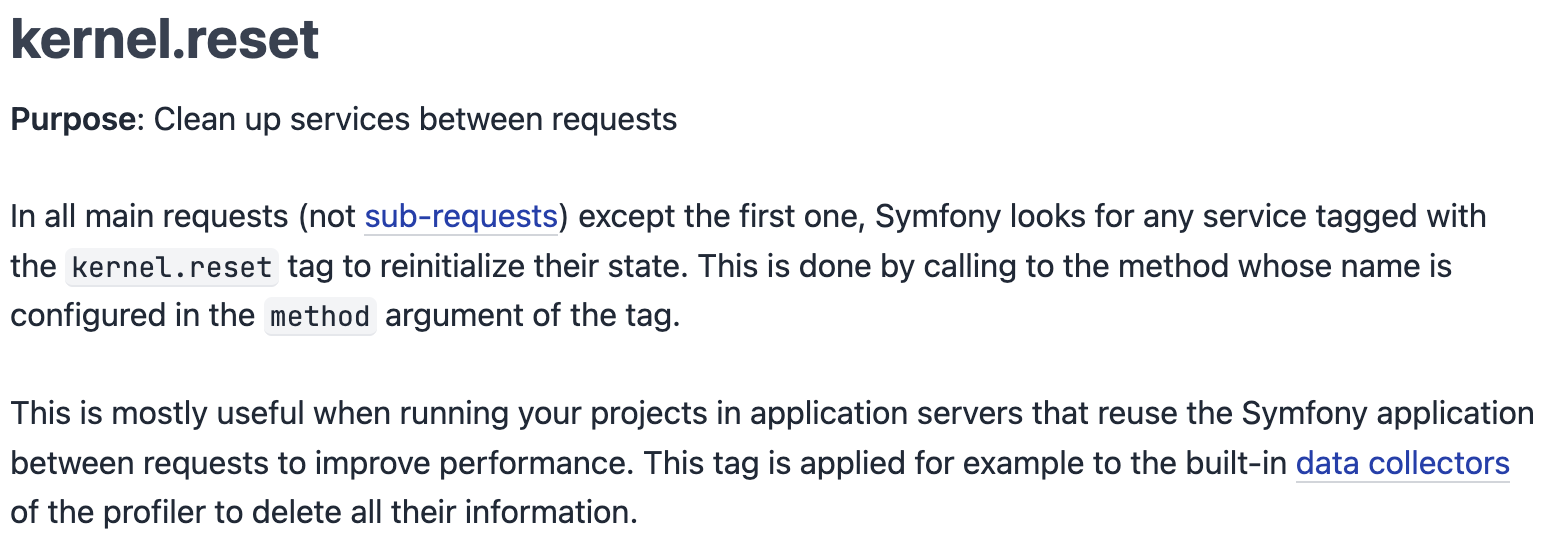 kernel.reset
Purpose: Clean up services between requests
In all main requests (not sub-requests) except the first one, Symfony looks for any service tagged with
the kernel.reset tag to reinitialize their state. This is done by calling to the method whose name is
configured in the method argument of the tag.
This is mostly useful when running your projects in application servers that reuse the Symfony application
between requests to improve performance. This tag is applied for example to the built-in data collectors
of the profiler to delete all their information.